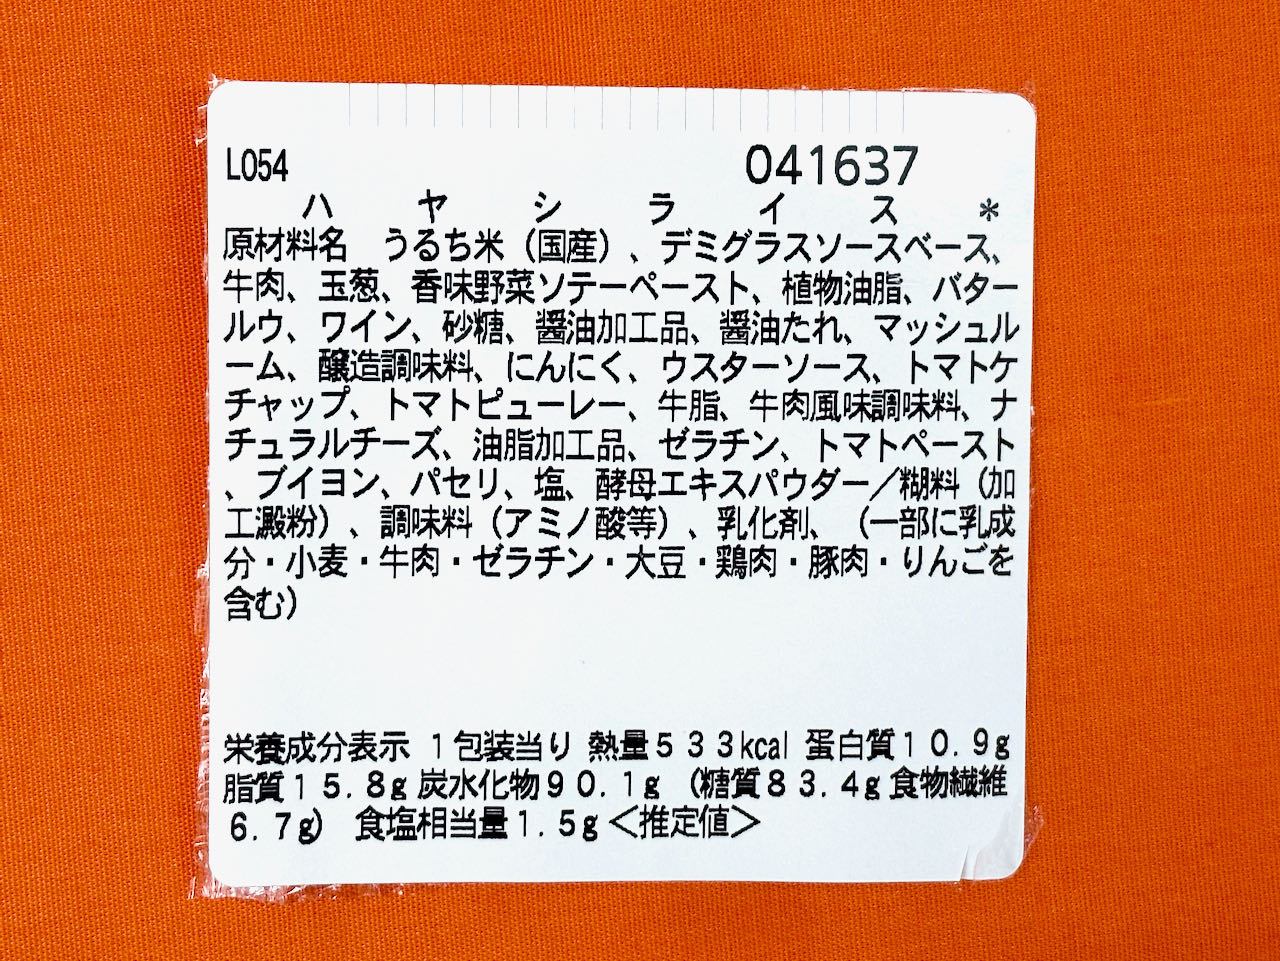 L054 041637
ハヤシライス*
原材料名 うるち米（国産）、デミグラスソースベース、
牛肉、玉葱、香味野菜ソテーペースト、植物油脂、バター
ルウ、ワイン、砂糖、醤油加工品、醤油たれ、マッシュル
ーム、醸造調味料、にんにく、ウスターソース、トマトケ
チャップ、トマトピューレー、牛脂、牛肉風味調味料、ナ
チュラルチーズ、油脂加工品、ゼラチン、トマトペースト
、ブイヨン、パセリ、塩、酵母エキスパウダー／糊料（加
工澱粉）、調味料（アミノ酸等）、乳化剤、（一部に乳成
分・小麦・牛肉・ゼラチン・大豆・鶏肉・豚肉・りんごを
含む）
栄養成分表示 １包装当り 熱量５３３kcal 蛋白質１０．９g
脂質１５．８g 炭水化物９０．１g （糖質８３．４g 食物繊維
６．７g） 食塩相当量１．５g＜推定値＞